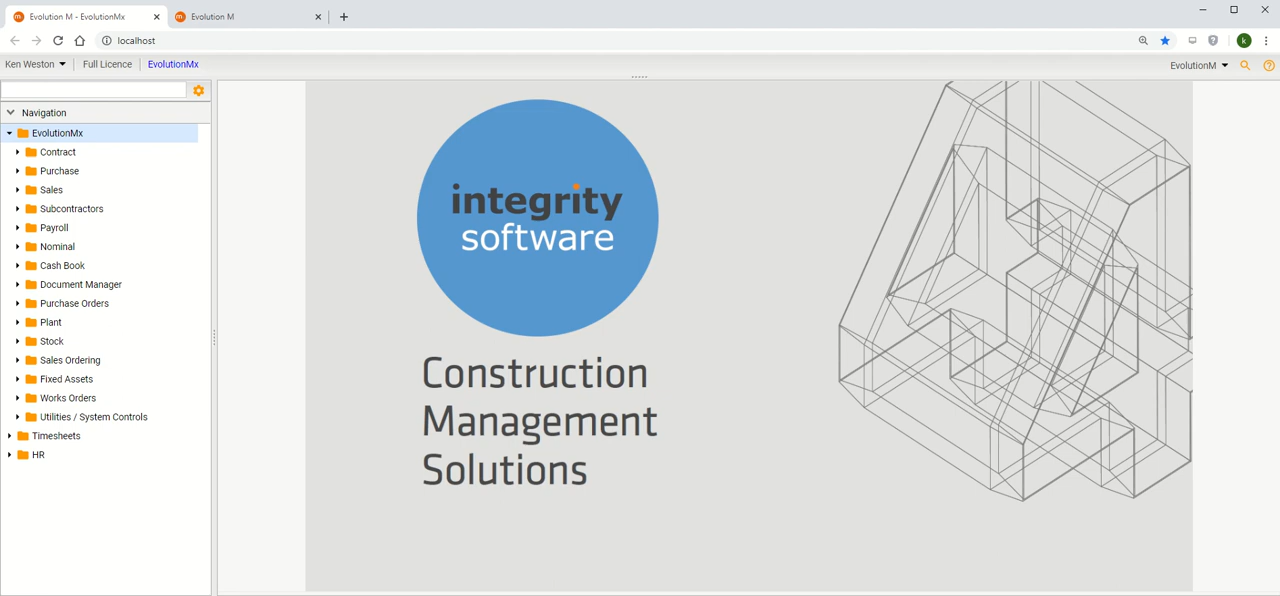 Evolution M - EvolutionMx
Evolution M
localhost
k
Ken Weston
Full Licence
EvolutionMx
EvolutionM
Navigation
EvolutionMx
Contract
Purchase
Sales
Subcontractors
Payroll
Nominal
Cash Book
Document Manager
Purchase Orders
Plant
Stock
Sales Ordering
Fixed Assets
Works Orders
Utilities / System Controls
Timesheets
HR
integrity
software
Construction
Management
Solutions